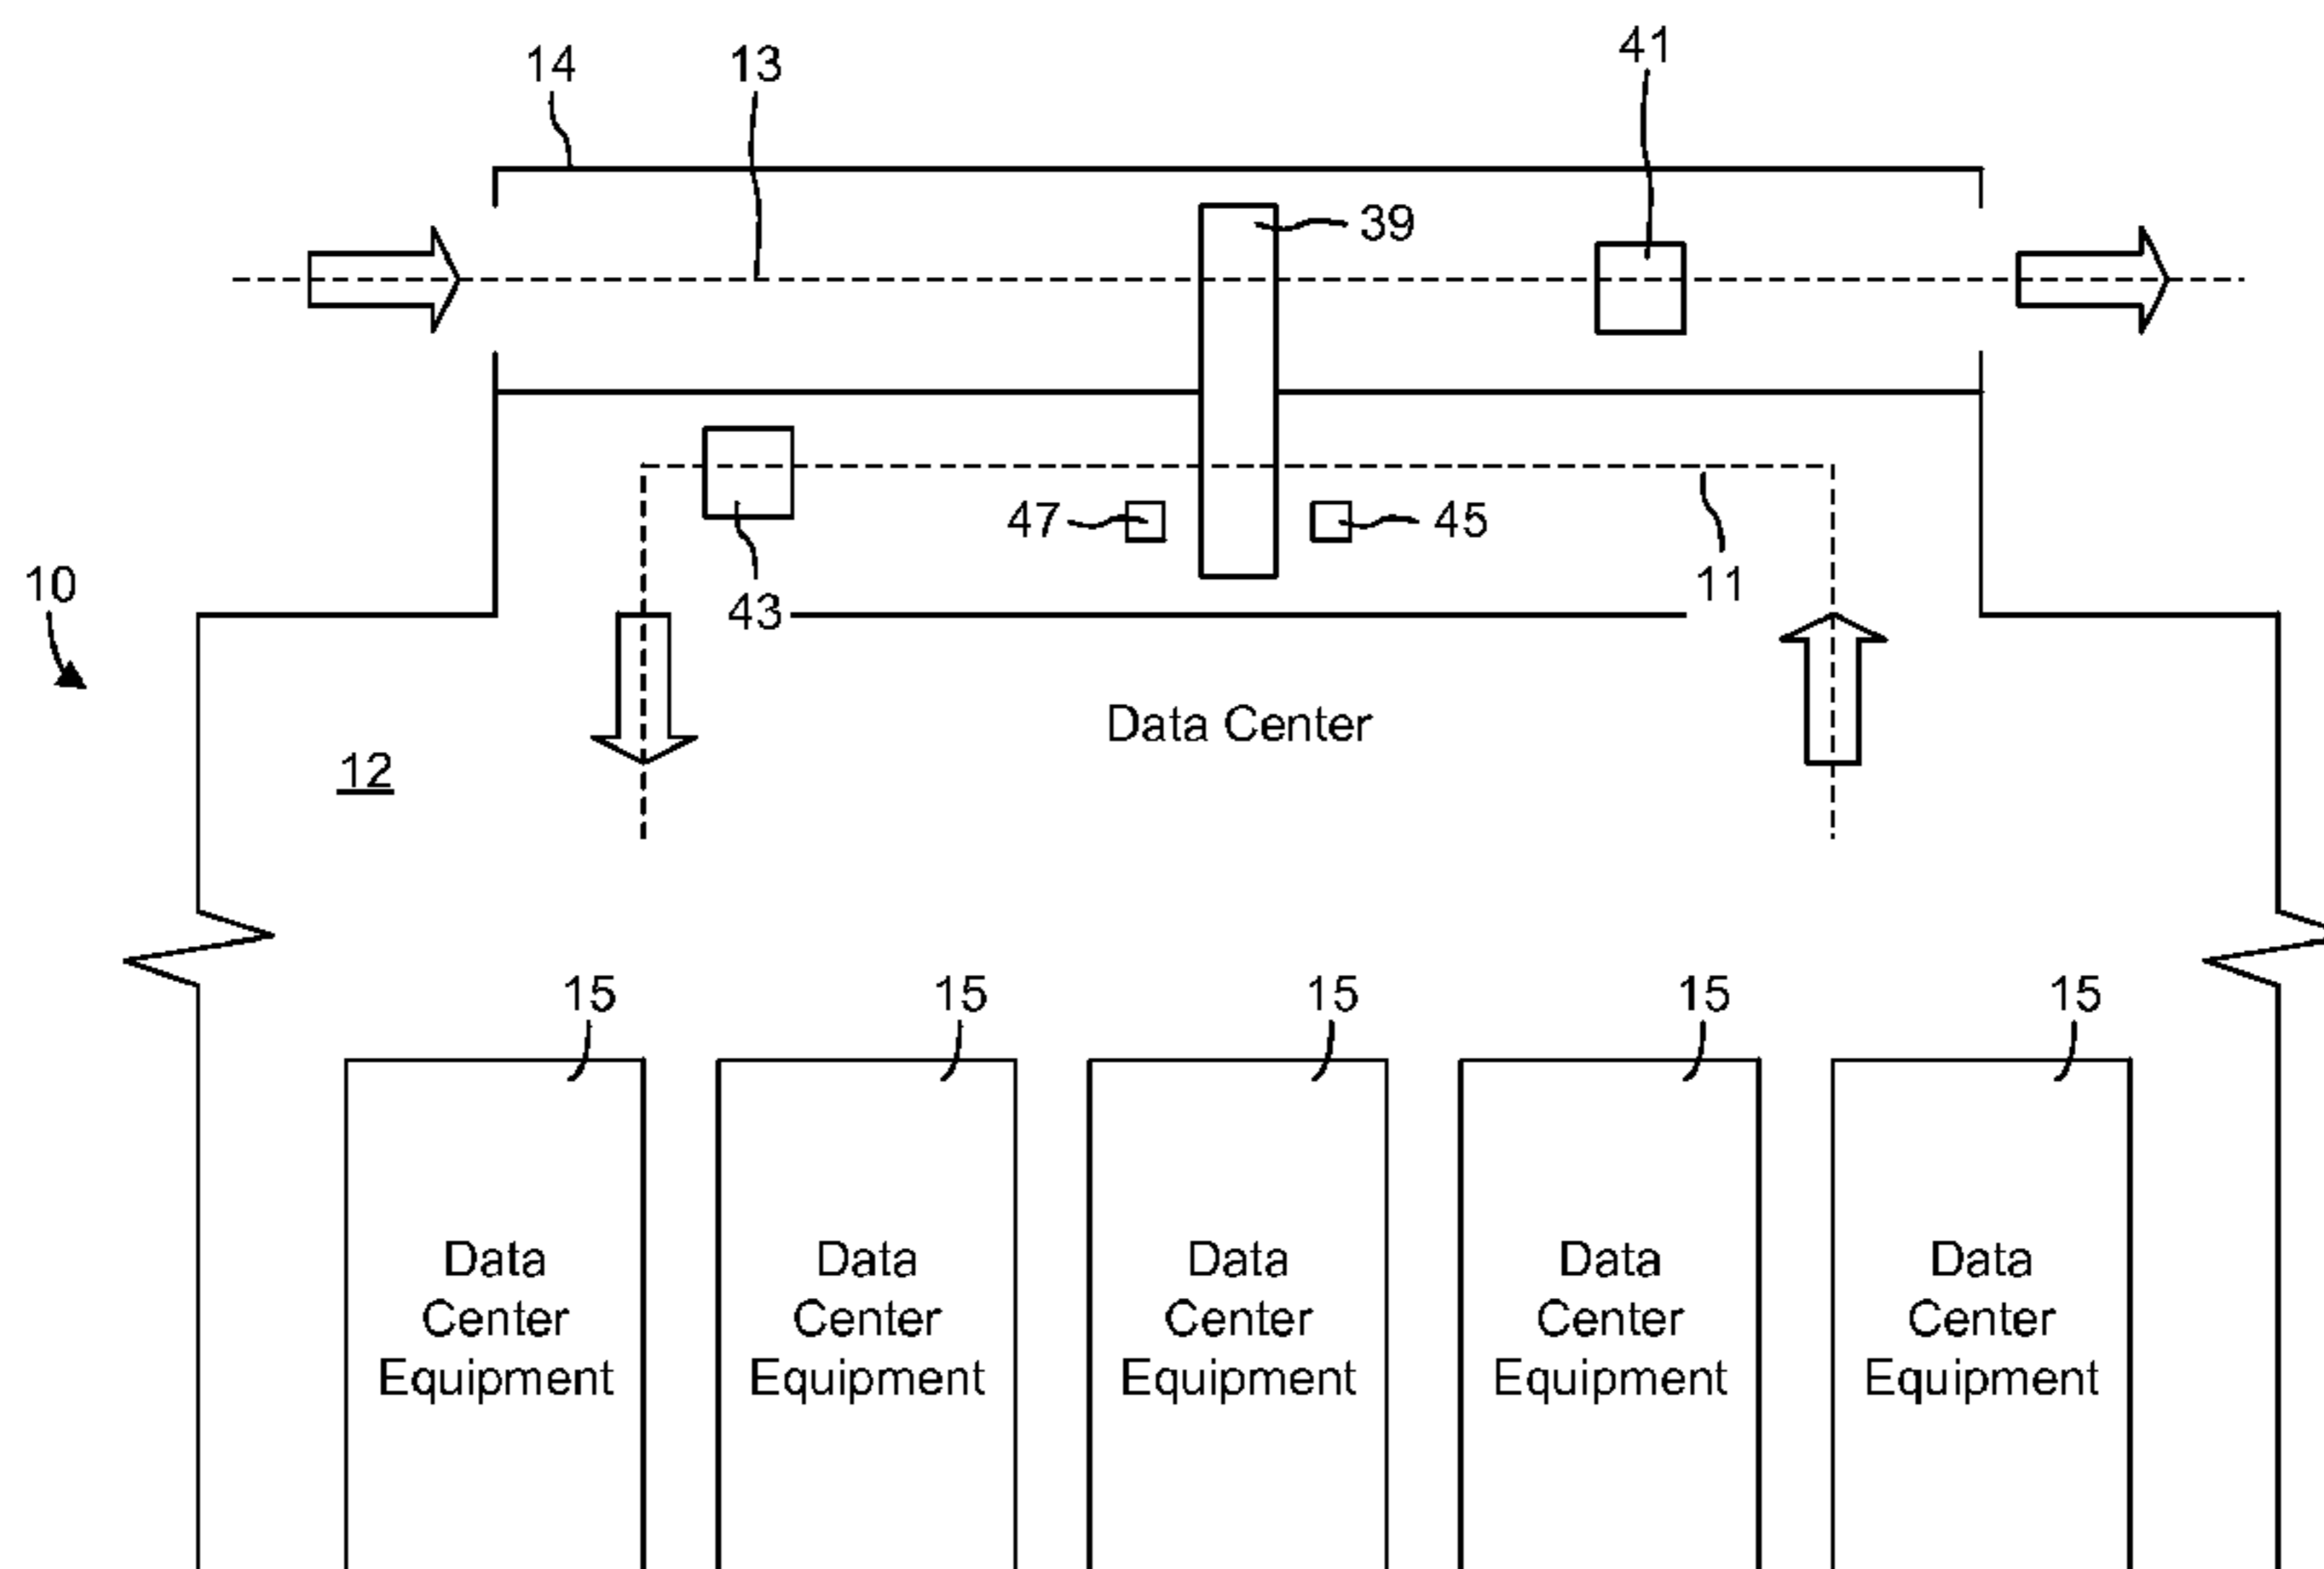 14
13
41
39
47
45
10
43
11
Data Center
12
15
15
15
15
15
Data
Center
Equipment
Data
Center
Equipment
Data
Center
Equipment
Data
Center
Equipment
Data
Center
Equipment